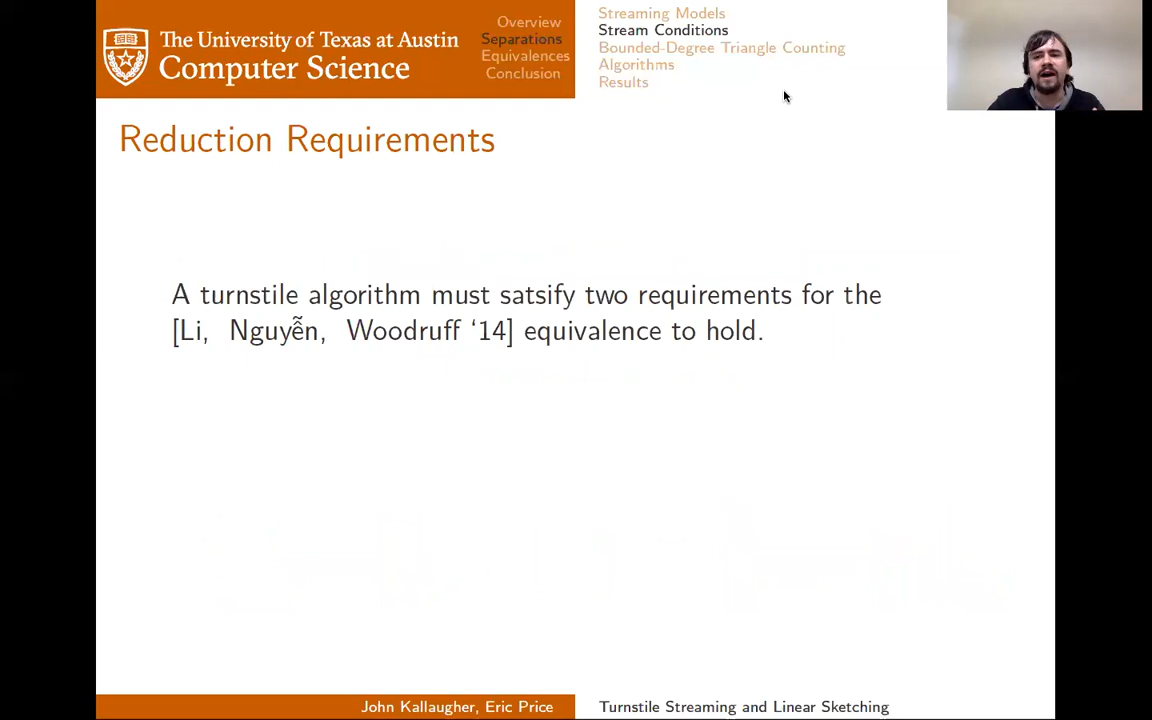 The University of Texas at Austin
Computer Science
Overview
Separations
Equivalences
Conclusion
Streaming Models
Stream Conditions
Bounded-Degree Triangle Counting
Algorithms
Results
Reduction Requirements
A turnstile algorithm must satsify two requirements for the
[Li, Nguyễn, Woodruff ‘14] equivalence to hold.
John Kallaugher, Eric Price
Turnstile Streaming and Linear Sketching